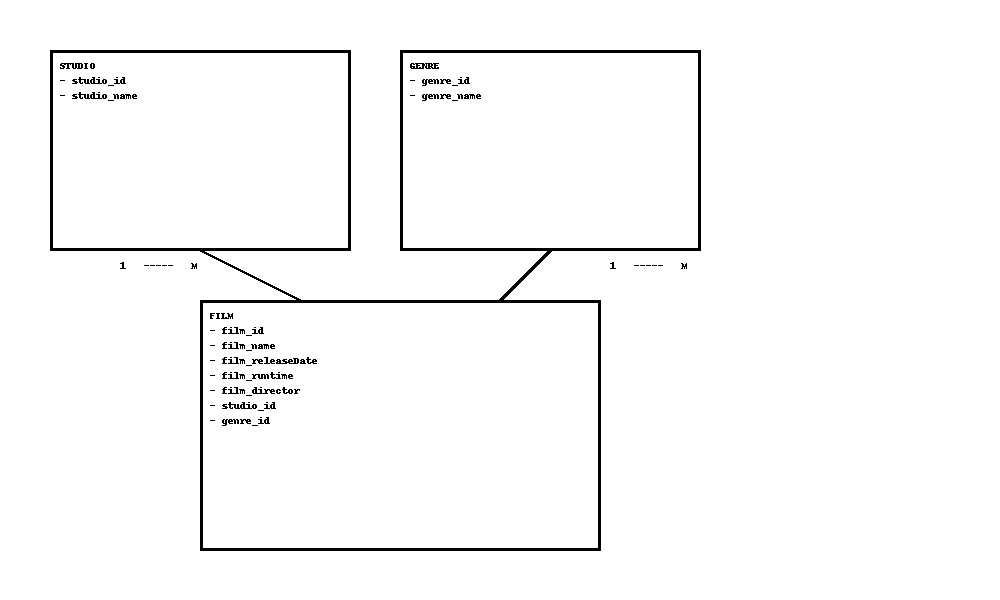 STUDIO
- studio_id
- studio_name
GENRE
- genre_id
- genre_name
1 ----- M
1 ----- M
FILM
- film_id
- film_name
- film_releaseDate
- film_runtime
- film_director
- studio_id
- genre_id